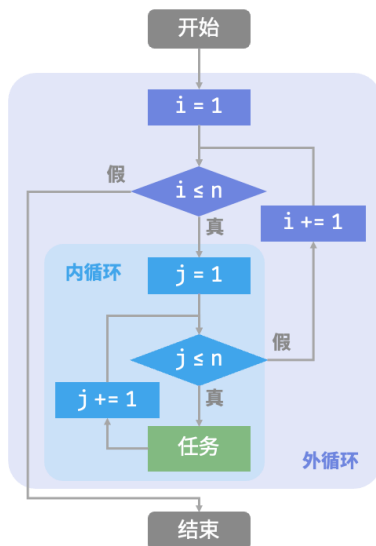 开始
i = 1
假
i ≤ n
真
i += 1
内循环
j = 1
j ≤ n
假
j += 1
真
任务
外循环
结束